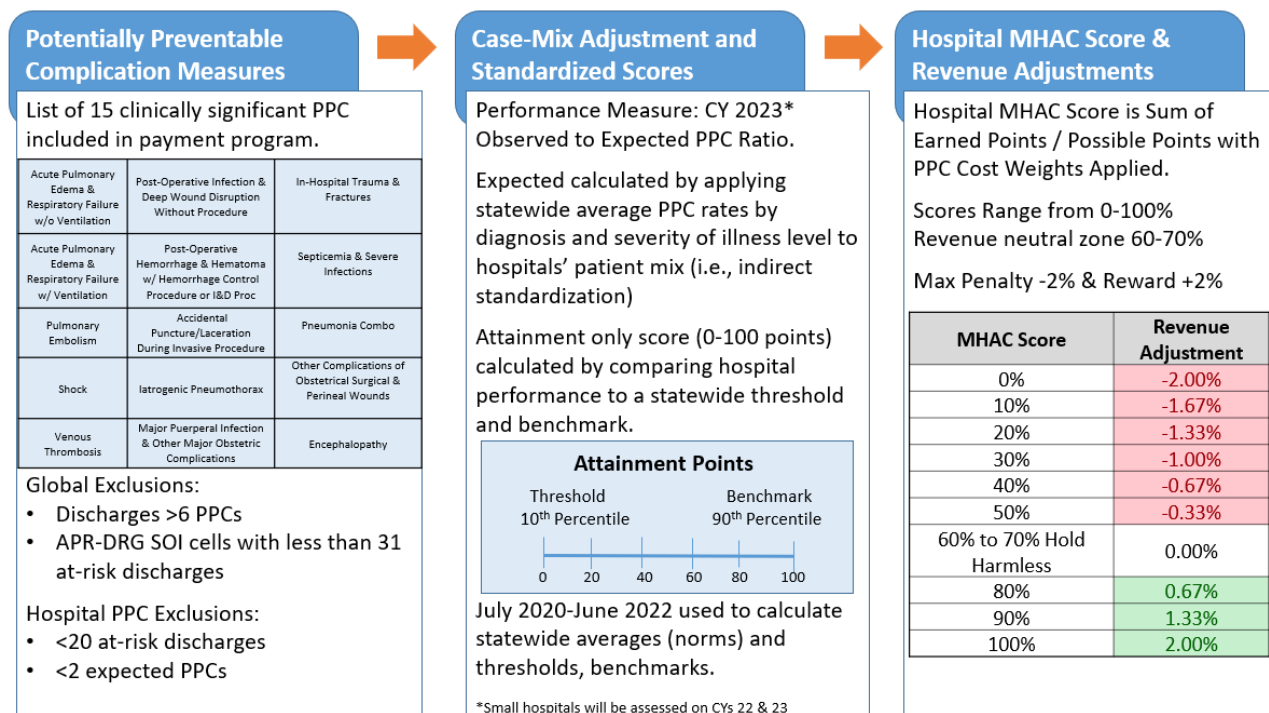 Potentially Preventable
Complication Measures
List of 15 clinically significant PPC
included in payment program.
Acute Pulmonary
Edema &
Respiratory Failure
w/o Ventilation
Post-Operative Infection &
Deep Wound Disruption
Without Procedure
In-Hospital Trauma &
Fractures
Acute Pulmonary
Edema &
Respiratory Failure
w/ Ventilation
Post-Operative
Hemorrhage & Hematoma
w/ Hemorrhage Control
Procedure or I&D Proc
Septicemia & Severe
Infections
Pulmonary
Embolism
Accidental
Puncture/Laceration
During Invasive Procedure
Pneumonia Combo
Shock
Iatrogenic Pneumothorax
Other Complications of
Obstetrical Surgical &
Perineal Wounds
Venous
Thrombosis
Major Puerperal Infection
& Other Major Obstetric
Complications
Encephalopathy
Global Exclusions:
• Discharges >6 PPCs
• APR-DRG SOI cells with less than 31
at-risk discharges
Hospital PPC Exclusions:
• <20 at-risk discharges
• <2 expected PPCs
Case-Mix Adjustment and
Standardized Scores
Performance Measure: CY 2023*
Observed to Expected PPC Ratio.
Expected calculated by applying
statewide average PPC rates by
diagnosis and severity of illness level to
hospitals' patient mix (i.e., indirect
standardization)
Attainment only score (0-100 points)
calculated by comparing hospital
performance to a statewide threshold
and benchmark.
Attainment Points
Threshold
10th Percentile
Benchmark
90th Percentile
0 20 40 60 80 100
July 2020-June 2022 used to calculate
statewide averages (norms) and
thresholds, benchmarks.
*Small hospitals will be assessed on CYs 22 & 23
Hospital MHAC Score &
Revenue Adjustments
Hospital MHAC Score is Sum of
Earned Points / Possible Points with
PPC Cost Weights Applied.
Scores Range from 0-100%
Revenue neutral zone 60-70%
Max Penalty -2% & Reward +2%
MHAC Score
Revenue
Adjustment
0% -2.00%
10% -1.67%
20% -1.33%
30% -1.00%
40% -0.67%
50% -0.33%
60% to 70% Hold
Harmless
0.00%
80% 0.67%
90% 1.33%
100% 2.00%